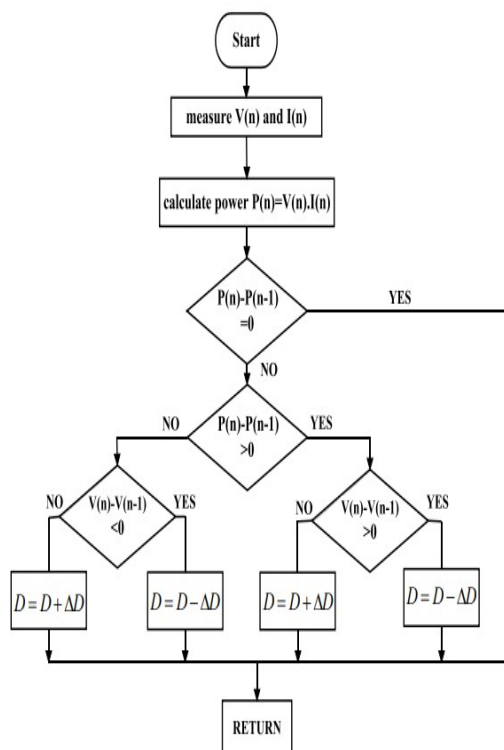 Start
measure V(n) and I(n)
calculate power P(n)=V(n).I(n)
P(n)-P(n-1)
=0
YES
NO
P(n)-P(n-1)
>0
NO
YES
V(n)-V(n-1)
<0
NO
YES
V(n)-V(n-1)
>0
NO
YES
D = D + ΔD
D = D − ΔD
D = D + ΔD
D = D − ΔD
RETURN